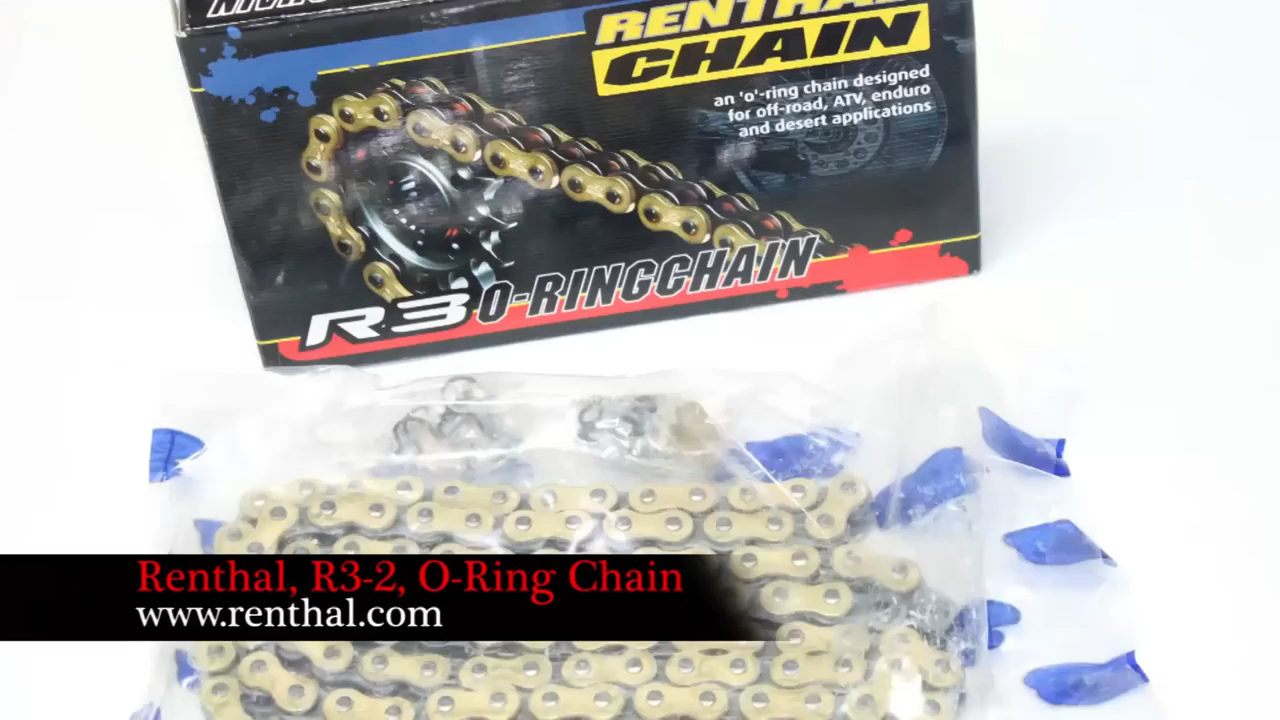 RENTHAL
CHAIN
an 'o'-ring chain designed
for off-road, ATV, enduro
and desert applications
R3 O-RINGCHAIN
Renthal, R3-2, O-Ring Chain
www.renthal.com